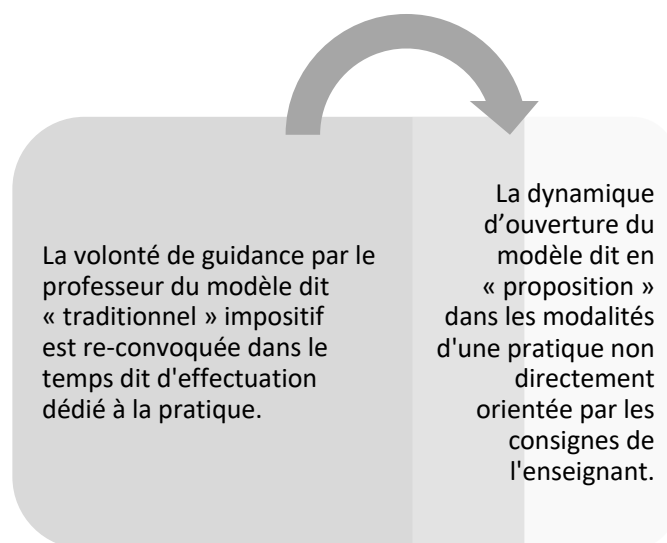 La volonté de guidance par le
professeur du modèle dit
« traditionnel » impositif
est re-convoquée dans le
temps dit d'effectuation
dédié à la pratique.
La dynamique
d’ouverture du
modèle dit en
« proposition »
dans les modalités
d'une pratique non
directement
orientée par les
consignes de
l'enseignant.